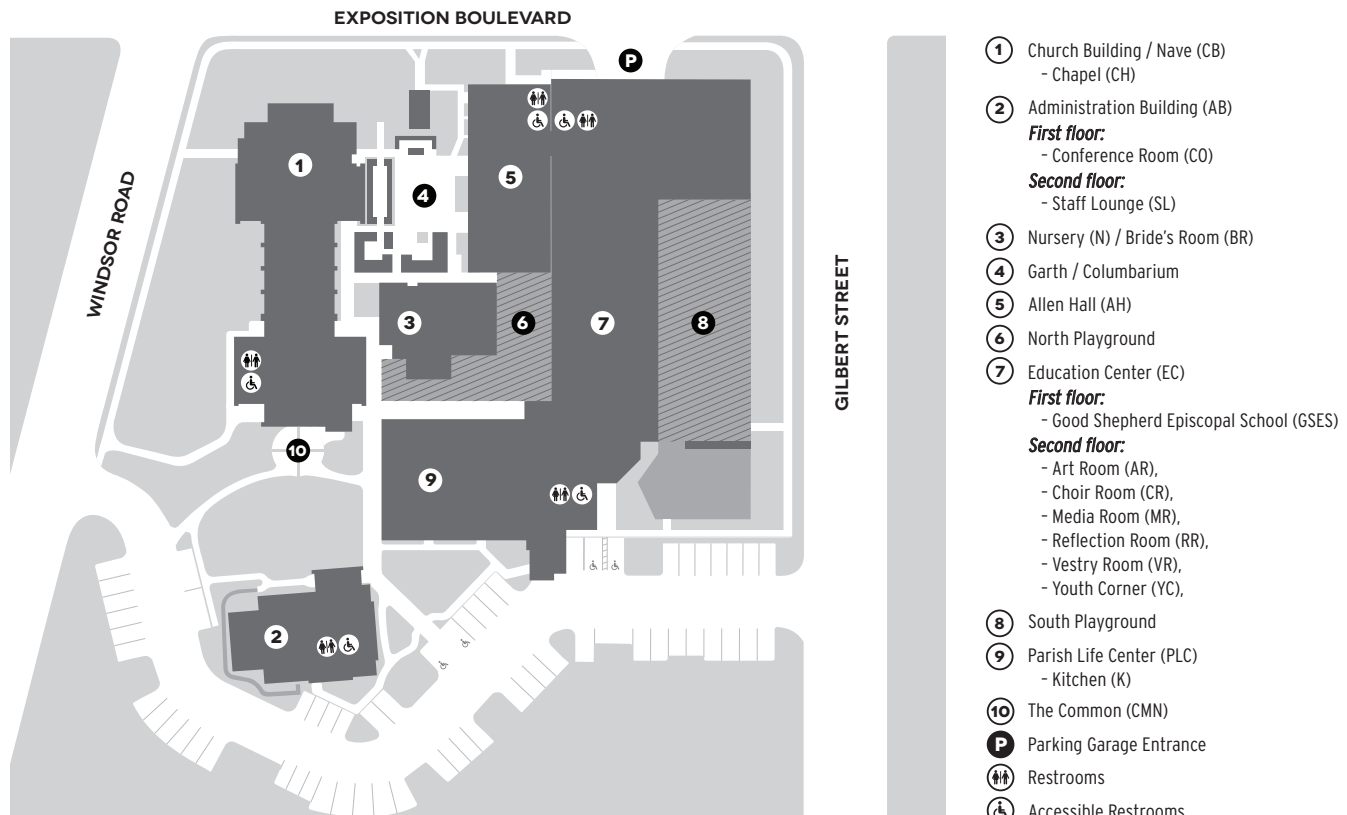 EXPOSITION BOULEVARD
WINDSOR ROAD
GILBERT STREET
P
1
4
5
3
6
7
8
10
9
2
1 Church Building / Nave (CB)
- Chapel (CH)
2 Administration Building (AB)
First floor:
- Conference Room (CO)
Second floor:
- Staff Lounge (SL)
3 Nursery (N) / Bride's Room (BR)
4 Garth / Columbarium
5 Allen Hall (AH)
6 North Playground
7 Education Center (EC)
First floor:
- Good Shepherd Episcopal School (GSES)
Second floor:
- Art Room (AR),
- Choir Room (CR),
- Media Room (MR),
- Reflection Room (RR),
- Vestry Room (VR),
- Youth Corner (YC),
8 South Playground
9 Parish Life Center (PLC)
- Kitchen (K)
10 The Common (CMN)
P Parking Garage Entrance
Restrooms
Accessible Restrooms